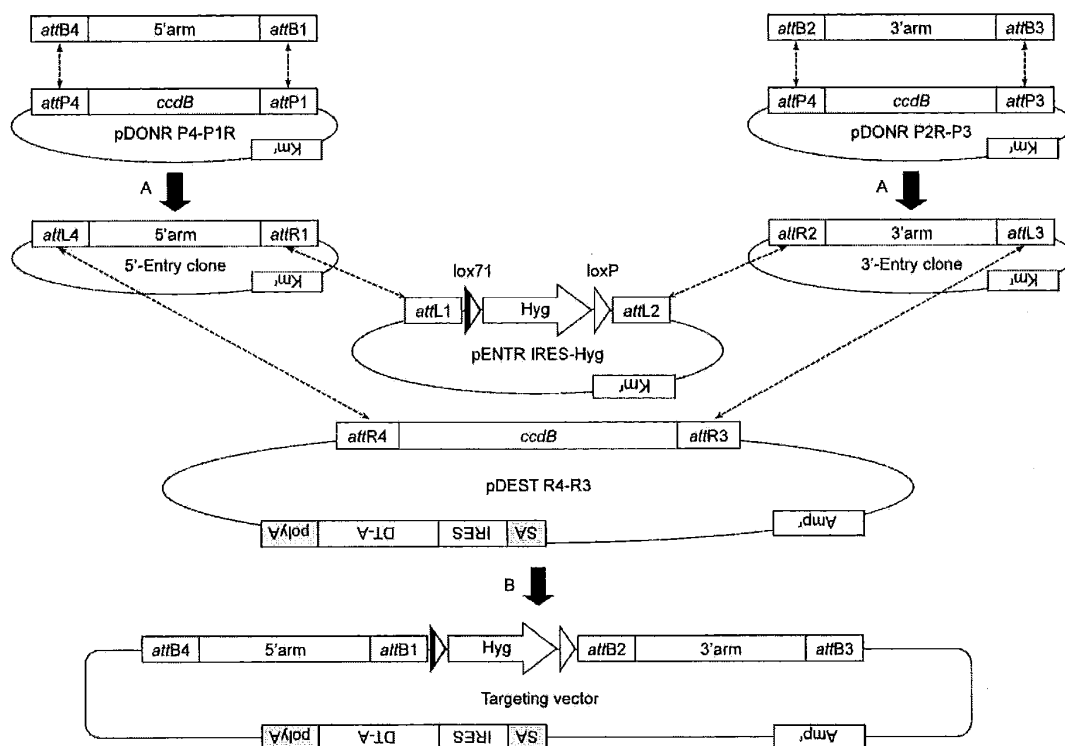 attB4 5'arm attB1
attB2 3'arm attB3
attP4 ccdB attP1
attP4 ccdB attP3
pDONR P4-P1R
pDONR P2R-P3
Kmʳ
Kmʳ
A
A
attL4 5'arm attR1
attR2 3'arm attL3
5'-Entry clone
3'-Entry clone
Kmʳ
Kmʳ
lox71 loxP
attL1 Hyg attL2
pENTR IRES-Hyg
Kmʳ
attR4 ccdB attR3
pDEST R4-R3
polyA DT-A IRES SA
Ampʳ
B
attB4 5'arm attB1 Hyg attB2 3'arm attB3
Targeting vector
polyA DT-A IRES SA
Ampʳ